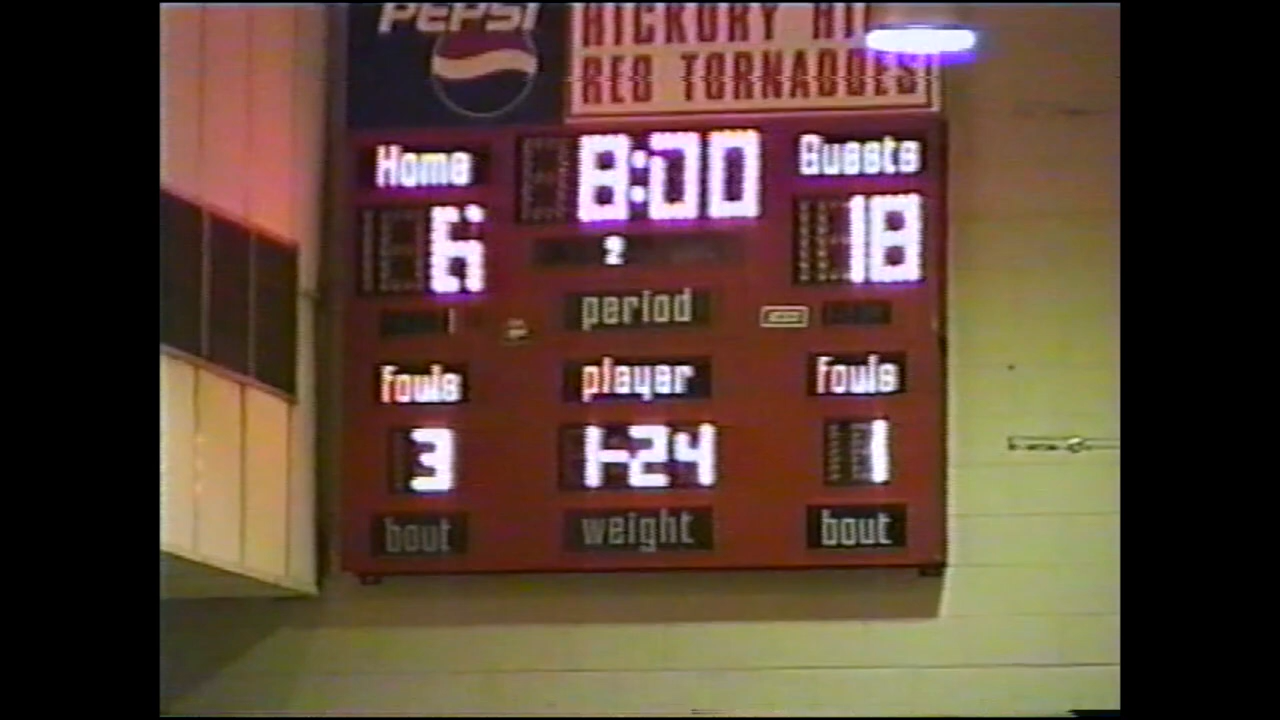 PEPSI
HICKORY HI
RED TORNADOES
Home 8:00 Guests
6 2 18
period
fouls player fouls
3 1-24 1
bout weight bout